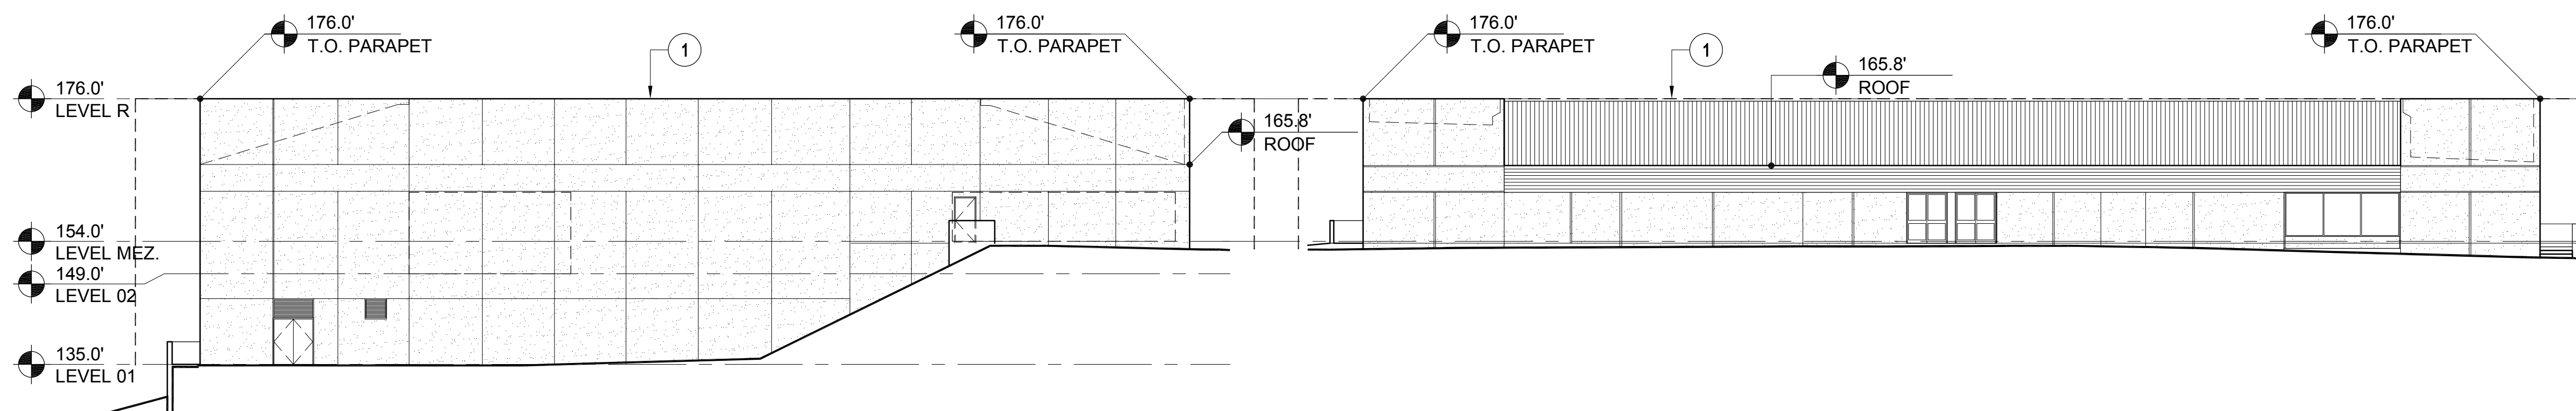 176.0'
T.O. PARAPET
1
176.0'
T.O. PARAPET
176.0'
T.O. PARAPET
1
176.0'
T.O. PARAPET
165.8'
ROOF
176.0'
LEVEL R
165.8'
ROOF
154.0'
LEVEL MEZ.
149.0'
LEVEL 02
135.0'
LEVEL 01